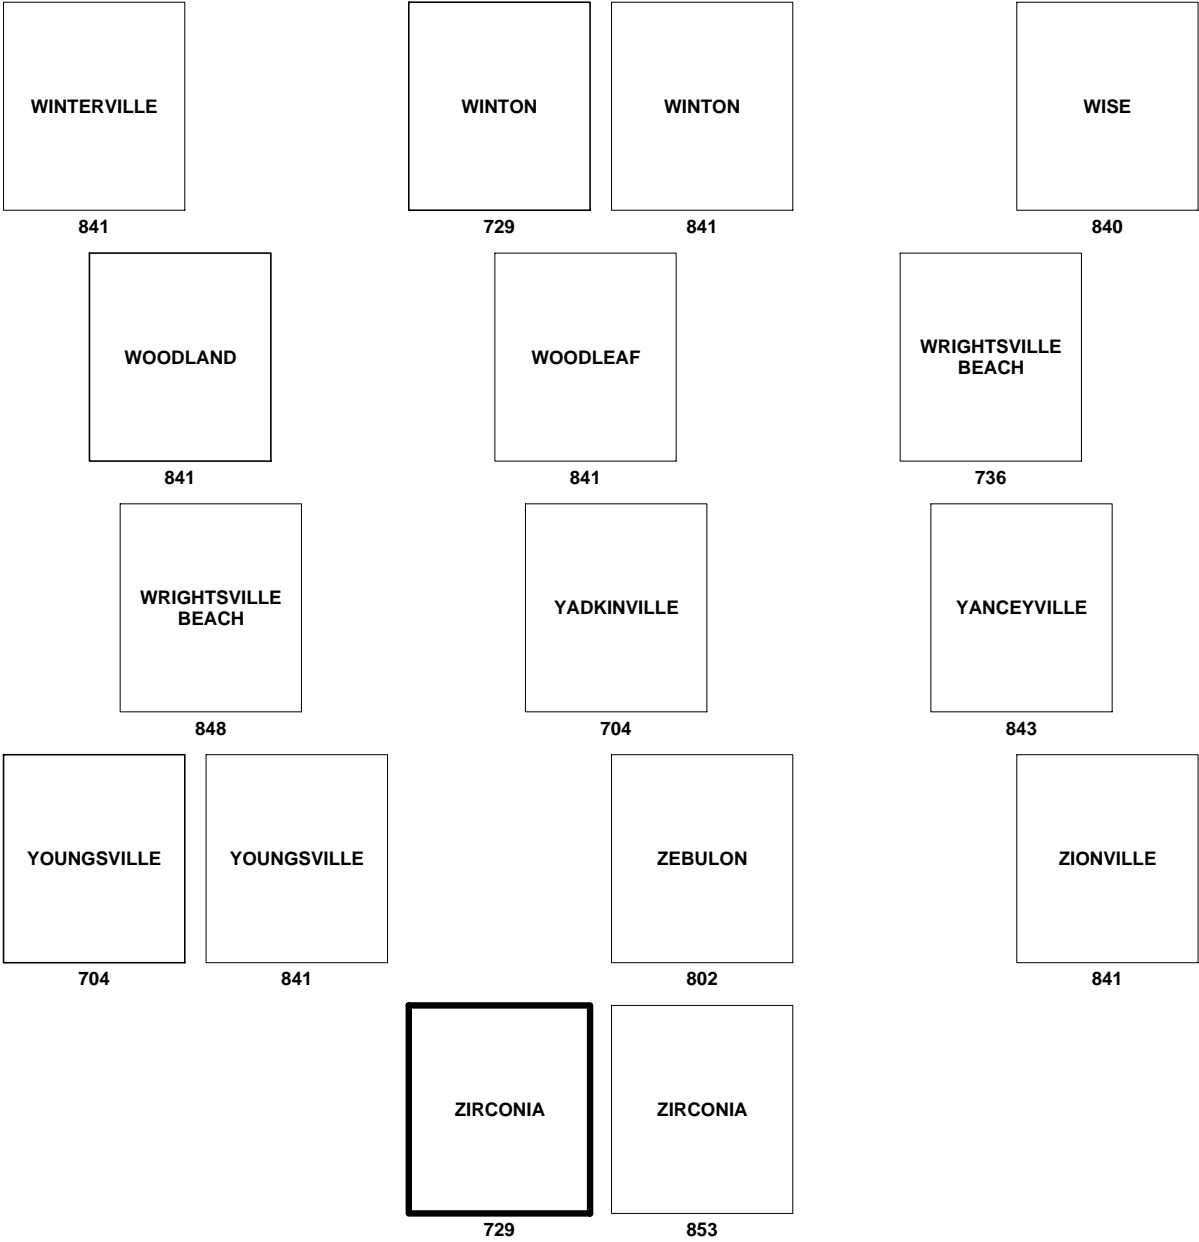 WINTERVILLE
841
WINTON
729
WINTON
841
WISE
840
WOODLAND
841
WOODLEAF
841
WRIGHTSVILLE
BEACH
736
WRIGHTSVILLE
BEACH
848
YADKINVILLE
704
YANCEYVILLE
843
YOUNGSVILLE
704
YOUNGSVILLE
841
ZEBULON
802
ZIONVILLE
841
ZIRCONIA
729
ZIRCONIA
853